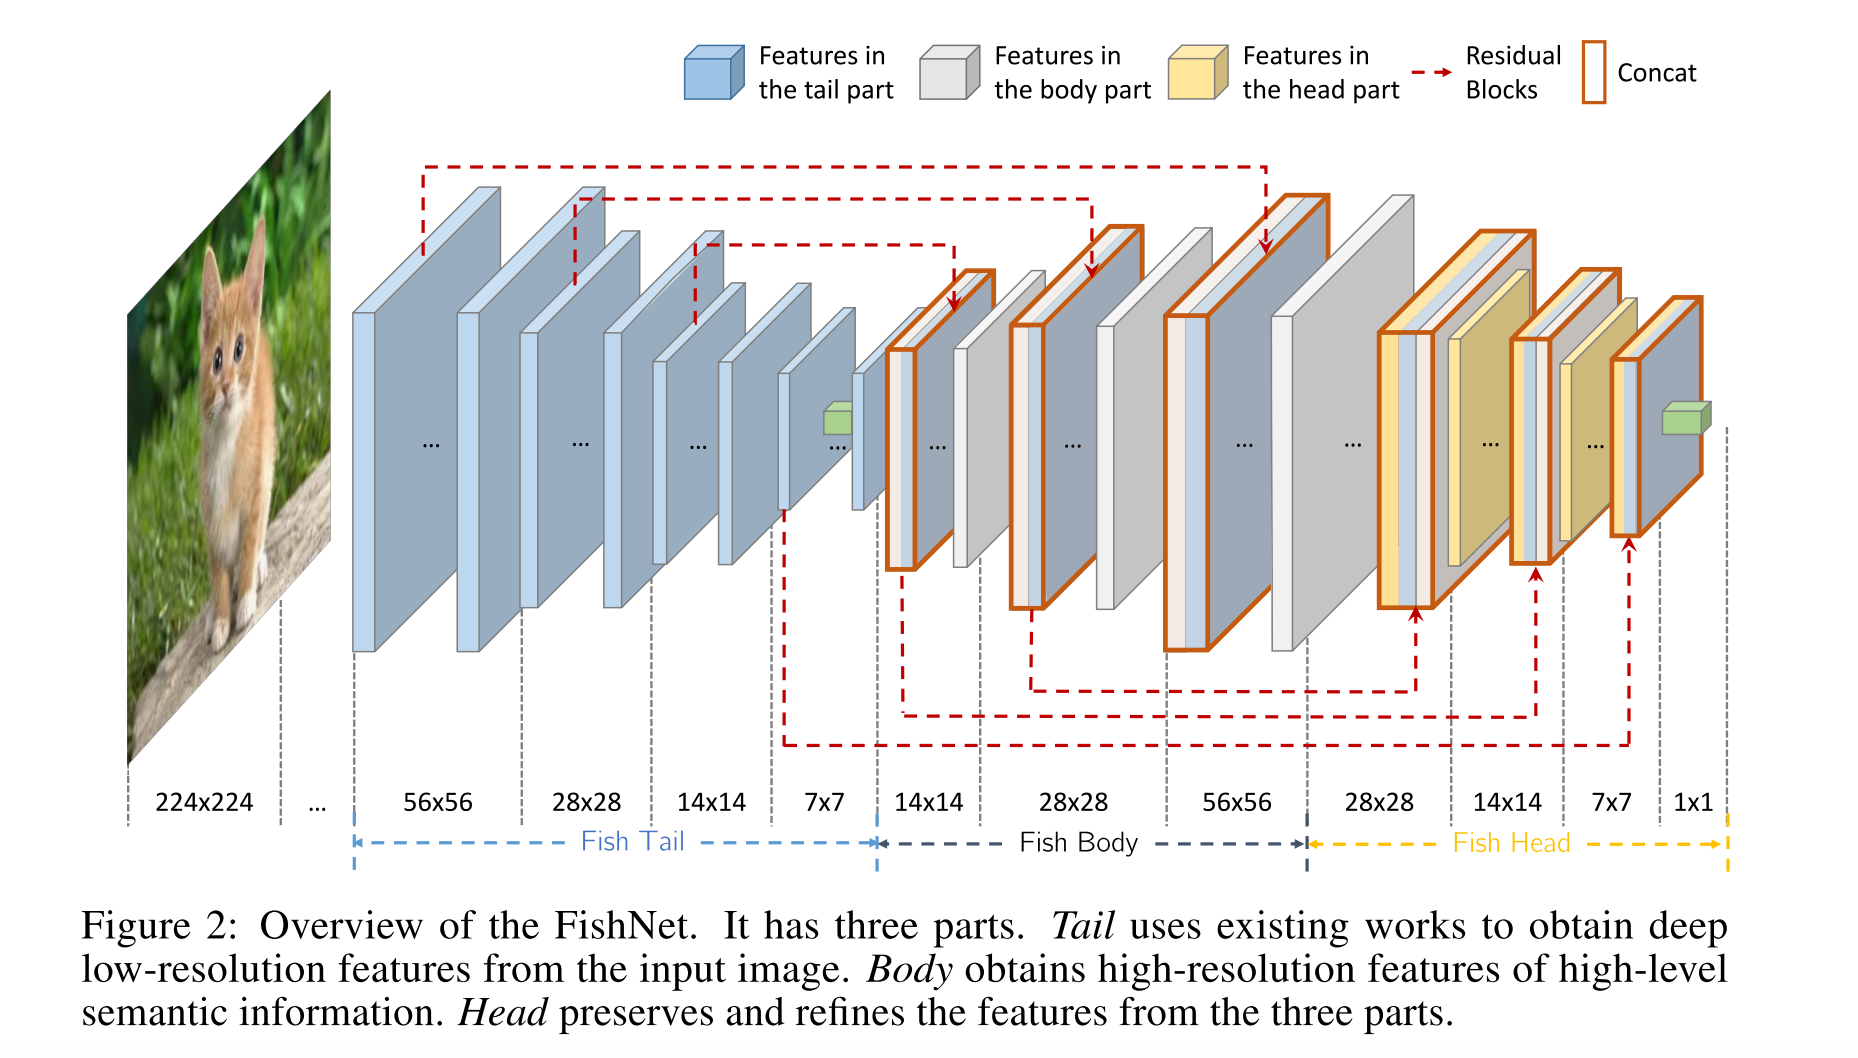 Features in
the tail part
Features in
the body part
Features in
the head part
Residual
Blocks
Concat
... ... ... ... ... ... ... ... ... ...
224x224 ... 56x56 28x28 14x14 7x7 14x14 28x28 56x56 28x28 14x14 7x7 1x1
Fish Tail Fish Body Fish Head
Figure 2: Overview of the FishNet. It has three parts. Tail uses existing works to obtain deep
low-resolution features from the input image. Body obtains high-resolution features of high-level
semantic information. Head preserves and refines the features from the three parts.